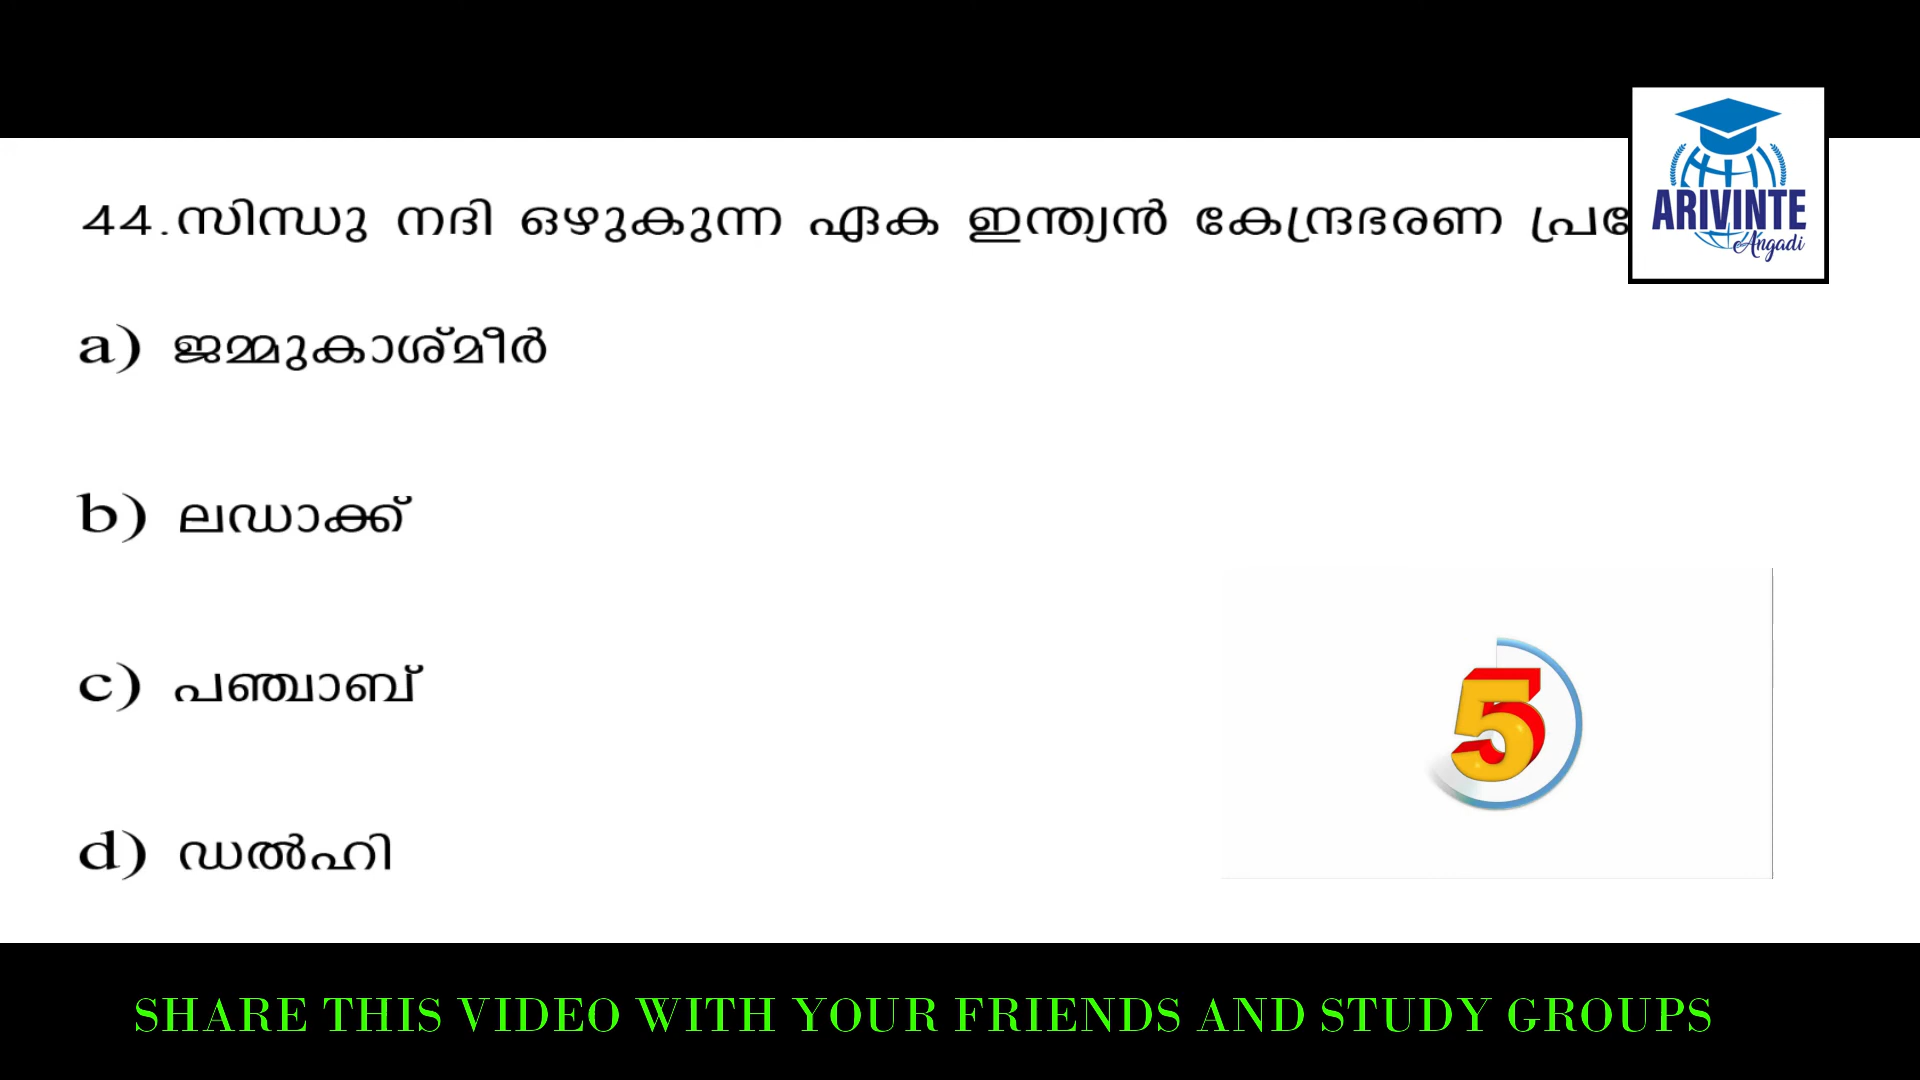 44.സിന്ധു നദി ഒഴുകുന്ന ഏക ഇന്ത്യൻ കേന്ദ്രഭരണ
ARIVINTE
Angadi
a) ജമ്മുകാശ്മീർ
b) ലഡാക്ക്
c) പഞ്ചാബ്
5
d) ഡൽഹി
SHARE THIS VIDEO WITH YOUR FRIENDS AND STUDY GROUPS